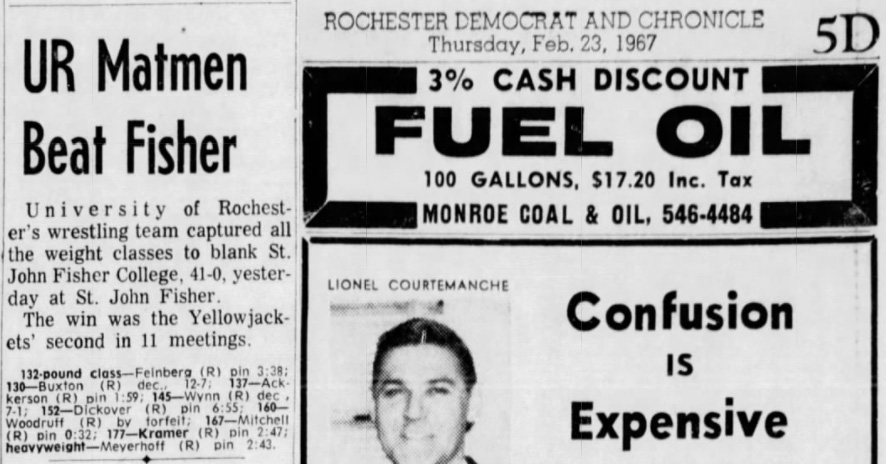 UR Matmen
Beat Fisher
University of Rochest-
er's wrestling team captured all
the weight classes to blank St.
John Fisher College, 41-0, yester-
day at St. John Fisher.
The win was the Yellowjack-
ets' second in 11 meetings.
132-pound class—Feinberg (R) pin 3:38;
130—Buxton (R) dec., 12-7; 137—Ack-
kerson (R) pin 1:59; 145—Wynn (R) dec.,
7-1; 152—Dickover (R) pin 6:55; 160—
Woodruff (R) by forfeit; 167—Mitchell
(R) pin 0:32; 177—Kramer (R) pin 2:47;
heavyweight—Meyerhoff (R) pin 2:43.
ROCHESTER DEMOCRAT AND CHRONICLE
Thursday, Feb. 23, 1967
5D
3% CASH DISCOUNT
FUEL OIL
100 GALLONS, $17.20 Inc. Tax
MONROE COAL & OIL, 546-4484
LIONEL COURTEMANCHE
Confusion
IS
Expensive